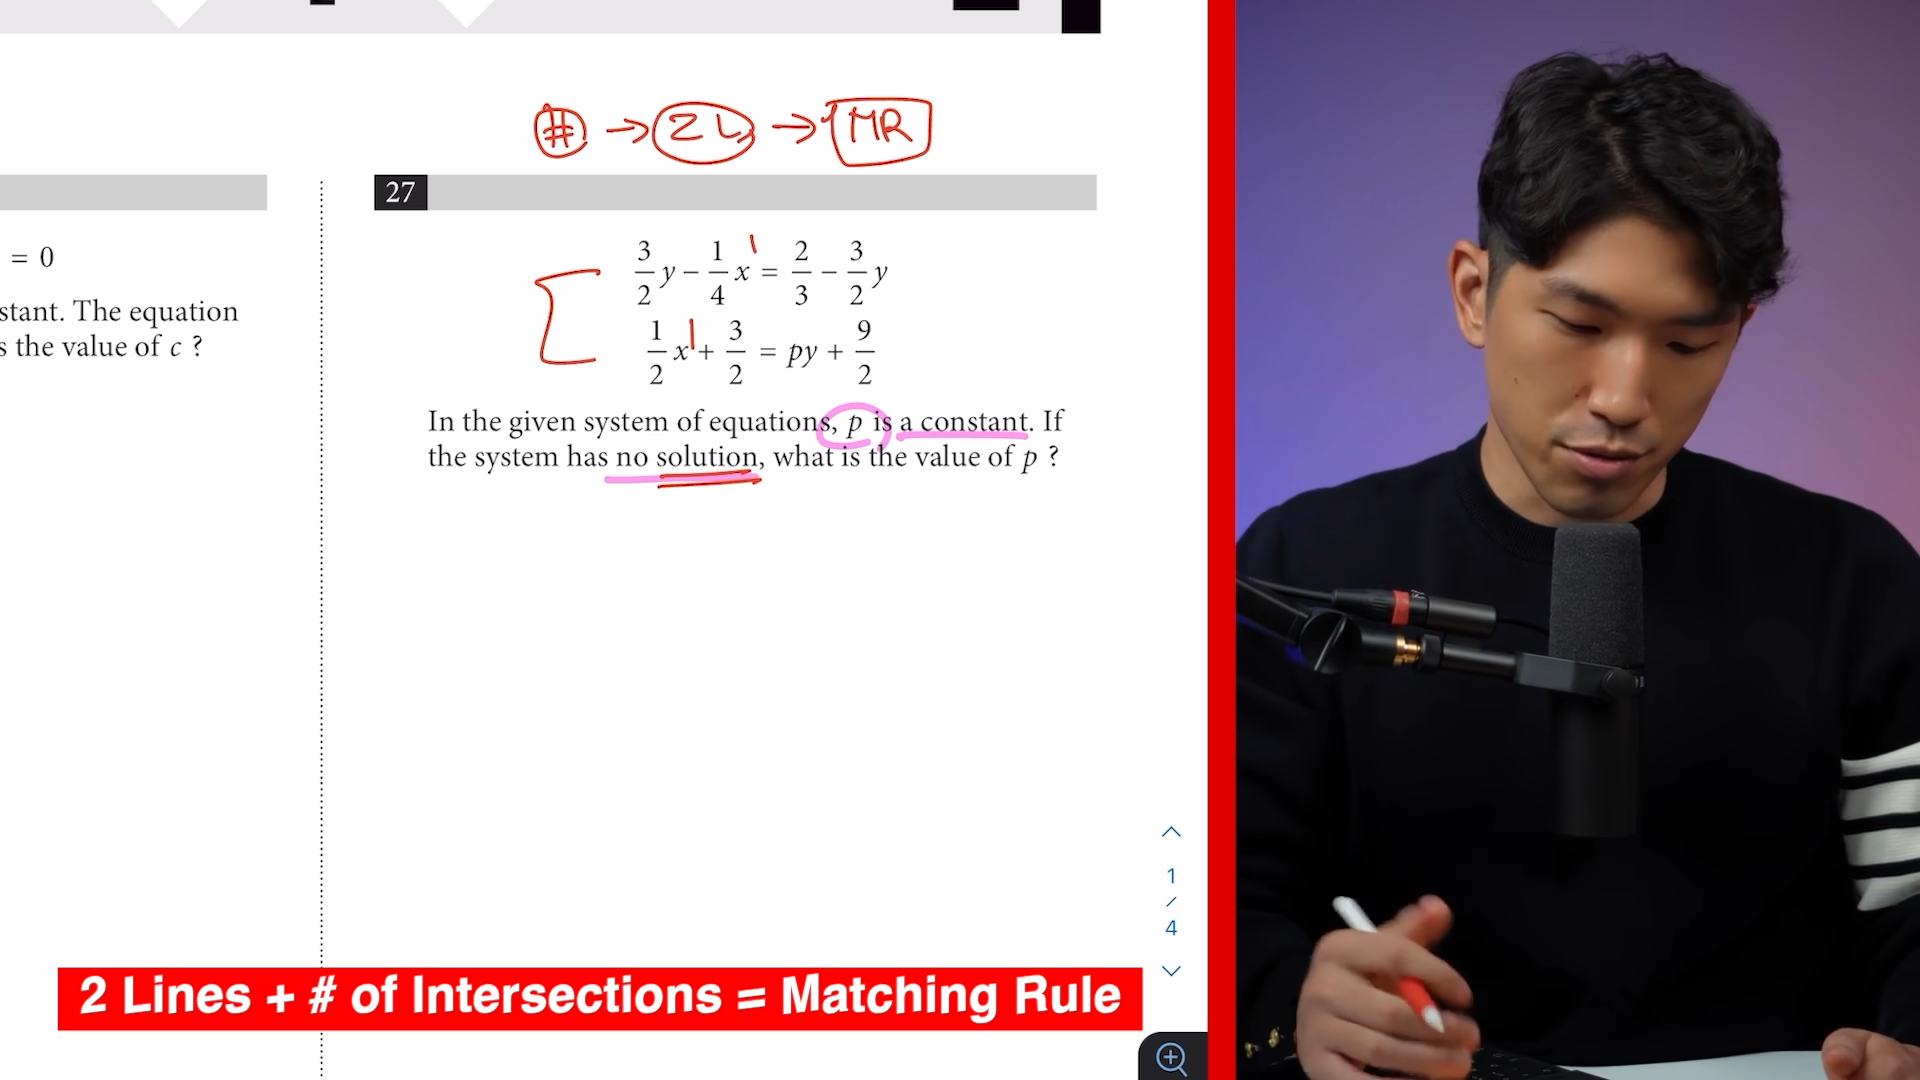 # → 2 L → MR
27
= 0
stant. The equation
s the value of c ?
3/2 y − 1/4 x = 2/3 − 3/2 y
1/2 x + 3/2 = py + 9/2
In the given system of equations, p is a constant. If
the system has no solution, what is the value of p ?
1
/
4
2 Lines + # of Intersections = Matching Rule